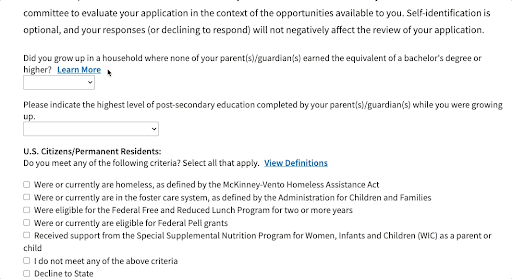 committee to evaluate your application in the context of the opportunities available to you. Self-identification is
optional, and your responses (or declining to respond) will not negatively affect the review of your application.
Did you grow up in a household where none of your parent(s)/guardian(s) earned the equivalent of a bachelor's degree or
higher? Learn More
Please indicate the highest level of post-secondary education completed by your parent(s)/guardian(s) while you were growing
up.
U.S. Citizens/Permanent Residents:
Do you meet any of the following criteria? Select all that apply. View Definitions
Were or currently are homeless, as defined by the McKinney-Vento Homeless Assistance Act
Were or currently are in the foster care system, as defined by the Administration for Children and Families
Were eligible for the Federal Free and Reduced Lunch Program for two or more years
Were or currently are eligible for Federal Pell grants
Received support from the Special Supplemental Nutrition Program for Women, Infants and Children (WIC) as a parent or
child
I do not meet any of the above criteria
Decline to State